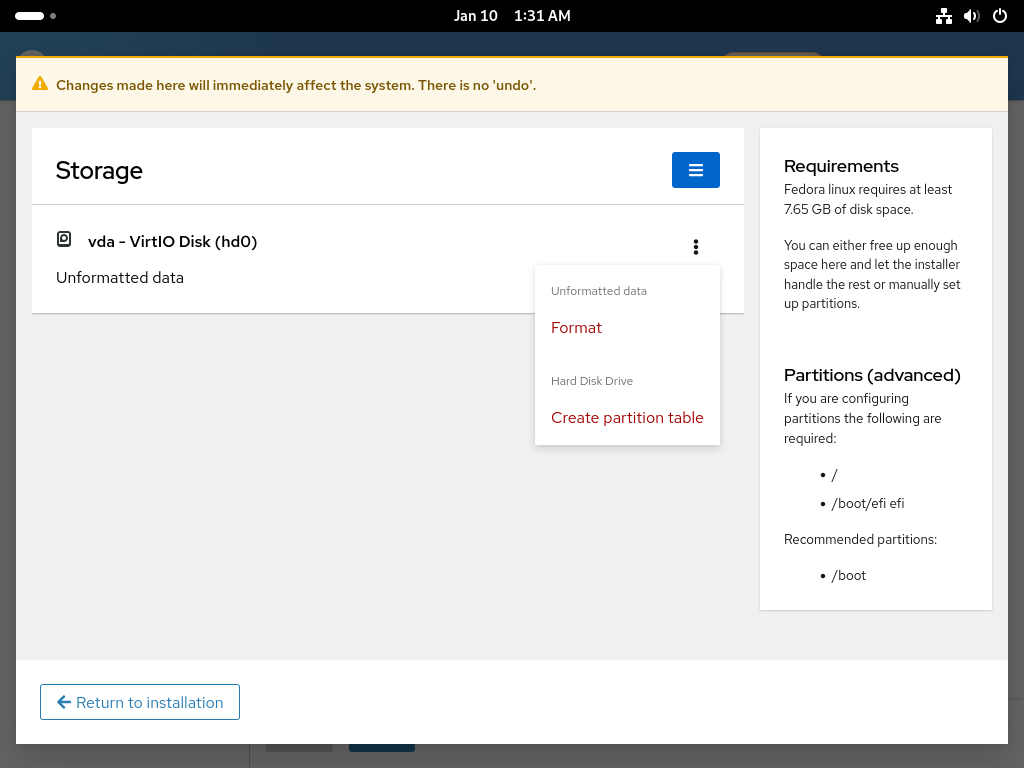 Jan 10 1:31 AM
Changes made here will immediately affect the system. There is no 'undo'.
Storage
vda - VirtIO Disk (hd0)
Unformatted data
Unformatted data
Format
Hard Disk Drive
Create partition table
Requirements
Fedora linux requires at least
7.65 GB of disk space.
You can either free up enough
space here and let the installer
handle the rest or manually set
up partitions.
Partitions (advanced)
If you are configuring
partitions the following are
required:
• /
• /boot/efi efi
Recommended partitions:
• /boot
Return to installation